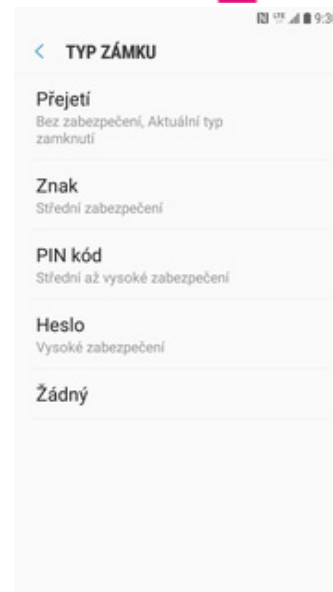 LTE 9:3
< TYP ZÁMKU
Přejetí
Bez zabezpečení, Aktuální typ
zamknutí
Znak
Střední zabezpečení
PIN kód
Střední až vysoké zabezpečení
Heslo
Vysoké zabezpečení
Žádný